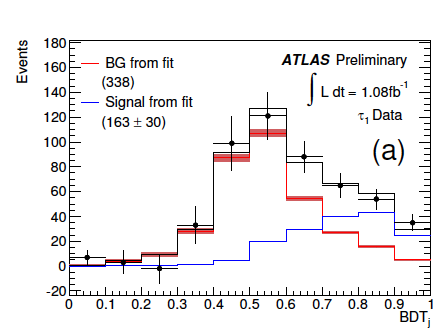 Events
180
160
140
120
100
80
60
40
20
0
-20
BG from fit
(338)
Signal from fit
(163 ± 30)
ATLAS Preliminary
∫ L dt = 1.08fb⁻¹
τ₁ Data
(a)
0 0.1 0.2 0.3 0.4 0.5 0.6 0.7 0.8 0.9 1
BDTⱼ